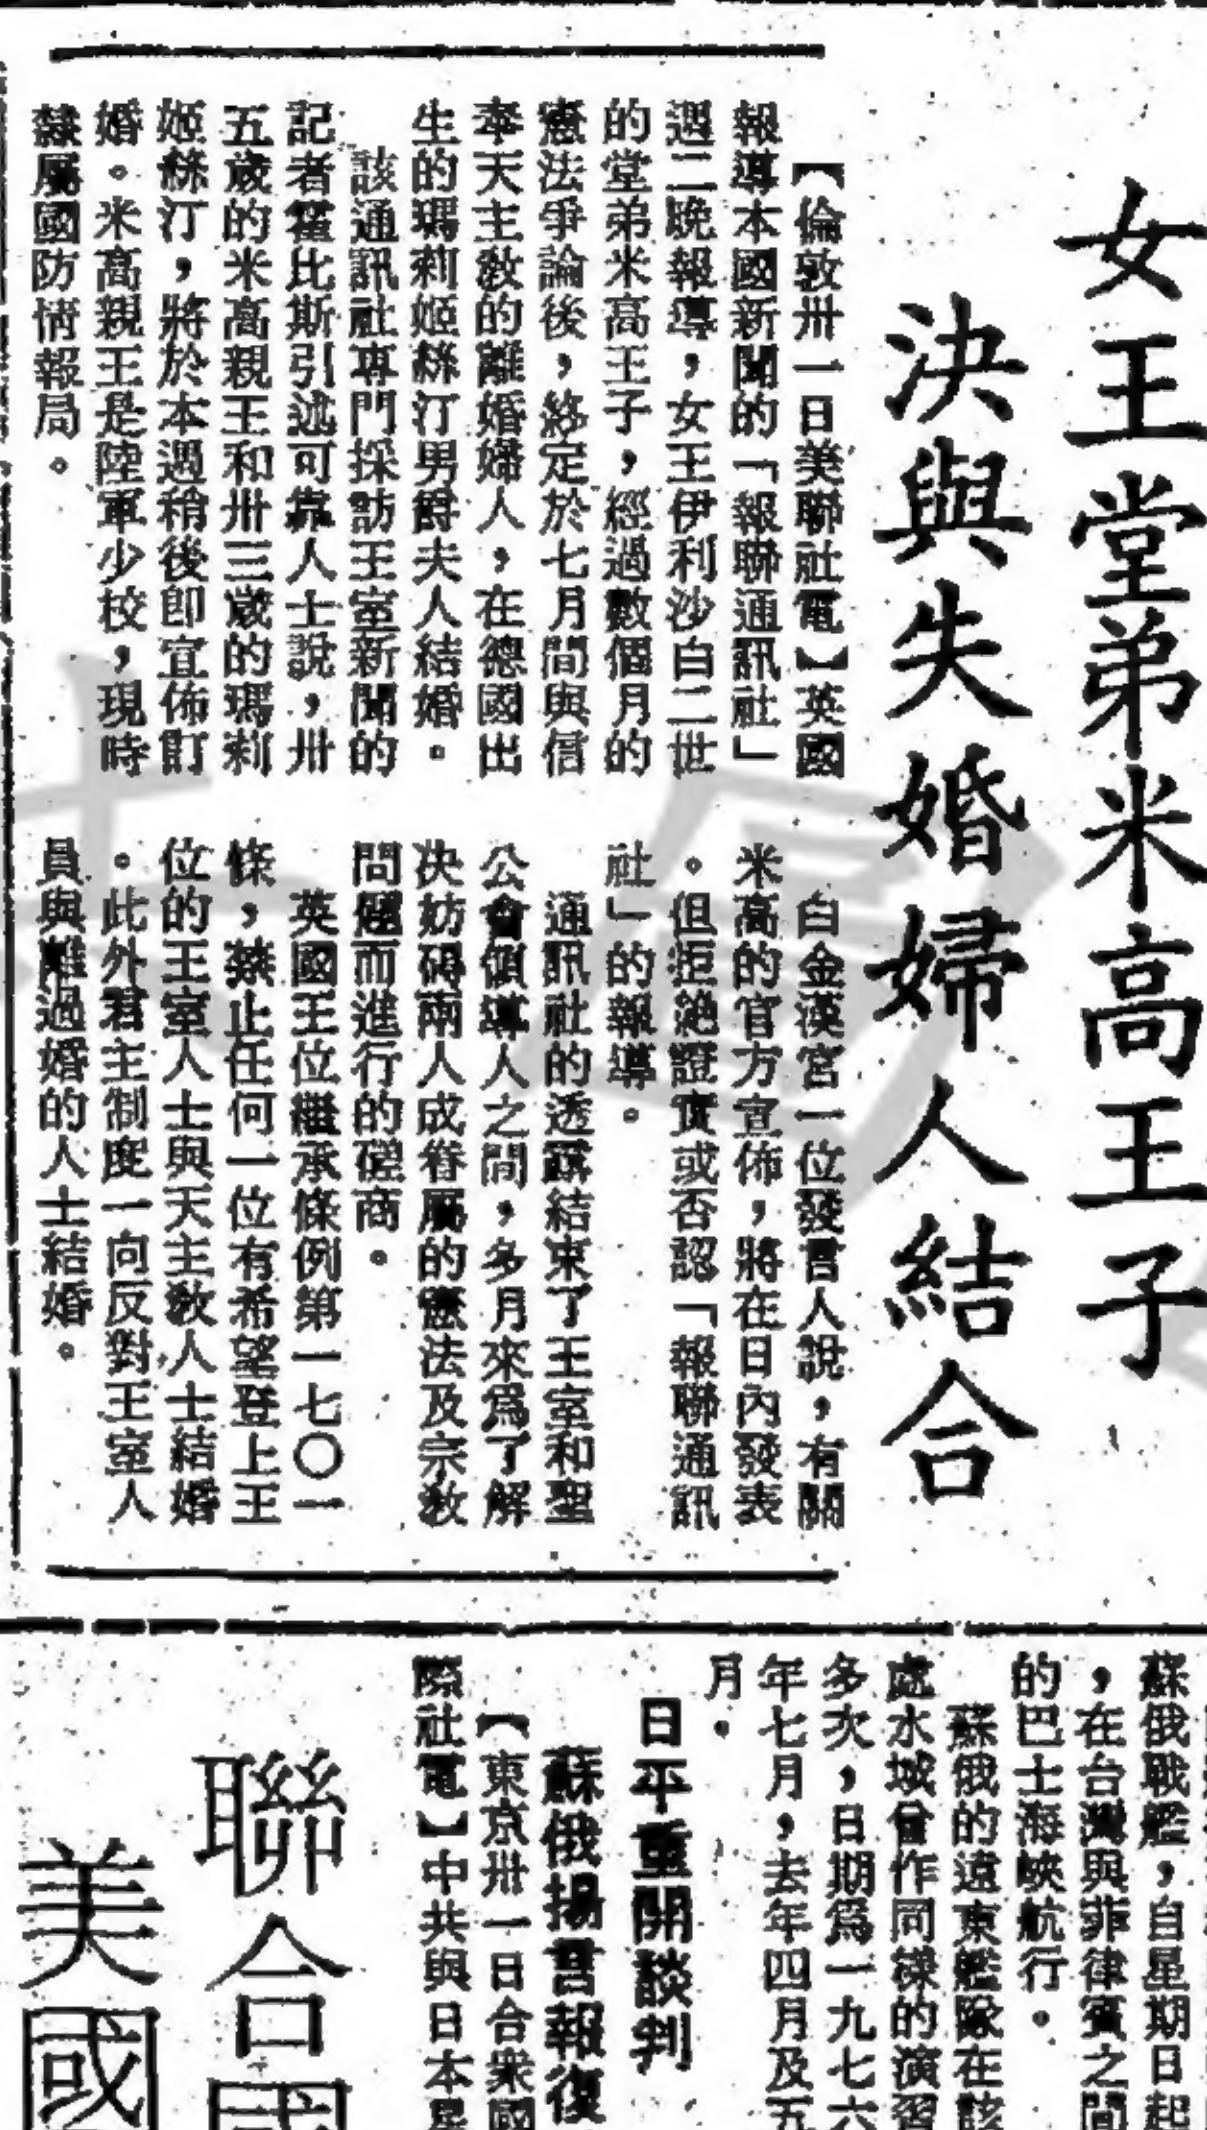 女王堂弟米高王子
決與失婚婦人結合
【倫敦卅一日美聯社電】英國
報導本國新聞的「報聯通訊社」
週二晚報導，女王伊利沙白二世
的堂弟米高王子，經過數個月的
憲法爭論後，終定於七月間與信
奉天主教的離婚婦人，在德國出
生的瑪莉姬絲汀男爵夫人結婚。
該通訊社專門採訪王室新聞的
記者霍比斯引述可靠人士說，卅
五歲的米高親王和卅三歲的瑪莉
姬絲汀，將於本週稍後即宣佈訂
婚。米高親王是陸軍少校，現時
隸屬國防情報局。
白金漢宮一位發言人說，有關
米高的官方宣佈，將在日內發表
。但拒絕證實或否認「報聯通訊
社」的報導。
通訊社的透露結束了王室和聖
公會領導人之間，多月來爲了解
決妨碍兩人成眷屬的憲法及宗教
問題而進行的磋商。
英國王位繼承條例第一七〇一
條，禁止任何一位有希望登上王
位的王室人士與天主教人士結婚
。此外君主制度一向反對王室人
員與離過婚的人士結婚。
蘇俄戰艦，自星期日起
，在台灣與菲律賓之間
的巴士海峽航行。
蘇俄的遠東艦隊在該
處水域曾作同樣的演習
多次，日期爲一九七六
年七月，去年四月及五
月。
日平重開談判
蘇俄揚言報復
【東京卅一日合衆國
際社電】中共與日本星
聯合國
美國